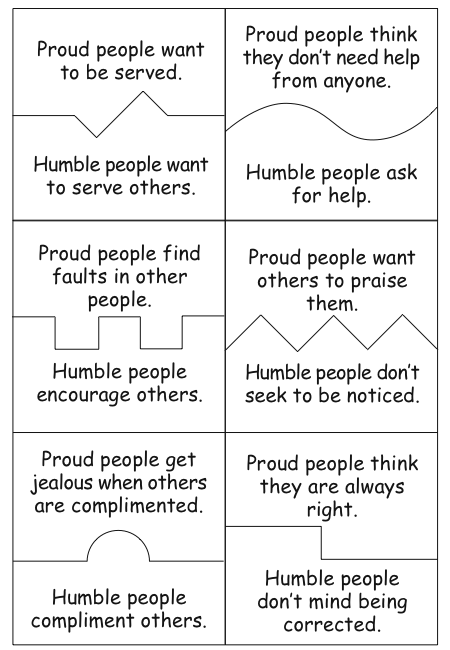 Proud people want
to be served.
Humble people want
to serve others.
Proud people think
they don't need help
from anyone.
Humble people ask
for help.
Proud people find
faults in other
people.
Humble people
encourage others.
Proud people want
others to praise
them.
Humble people don't
seek to be noticed.
Proud people get
jealous when others
are complimented.
Humble people
compliment others.
Proud people think
they are always
right.
Humble people
don't mind being
corrected.